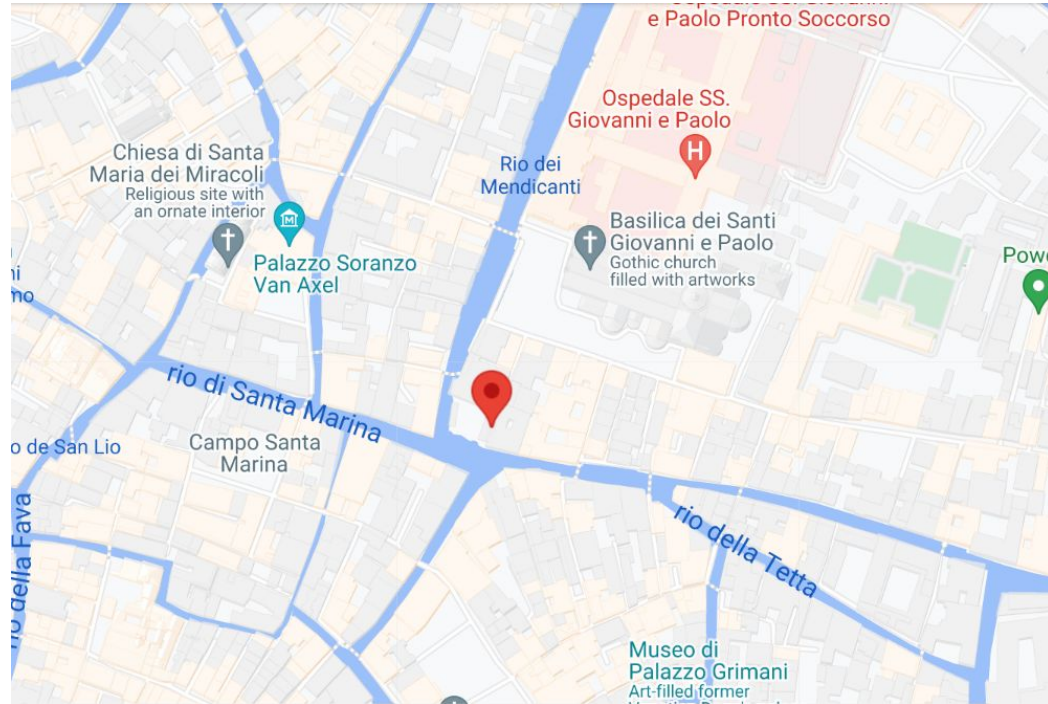 e Paolo Pronto Soccorso
Ospedale SS.
Giovanni e Paolo
H
Chiesa di Santa
Maria dei Miracoli
Religious site with
an ornate interior
Rio dei
Mendicanti
Basilica dei Santi
Giovanni e Paolo
Gothic church
filled with artworks
Palazzo Soranzo
Van Axel
M
Pow
rio di Santa Marina
Campo Santa
Marina
o de San Lio
rio della Fava
rio della Tetta
Museo di
Palazzo Grimani
Art-filled former